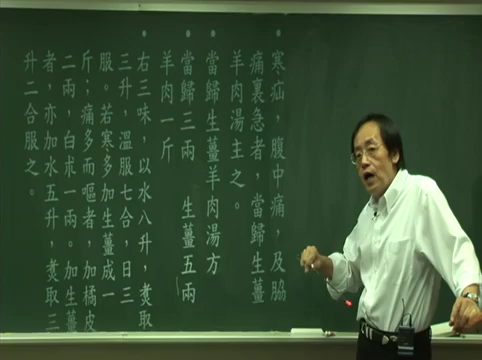 寒疝，腹中痛，及脇
痛裏急者，當歸生薑
羊肉湯主之。
當歸生薑羊肉湯方
當歸三兩 生薑五兩
羊肉一斤
右三味，以水八升，煑取
三升，溫服七合，日三
服。若寒多加生薑成一
斤；痛多而嘔者，加橘皮
二兩，白术一兩。加生薑
者，亦加水五升，煑取三
升二合服之。